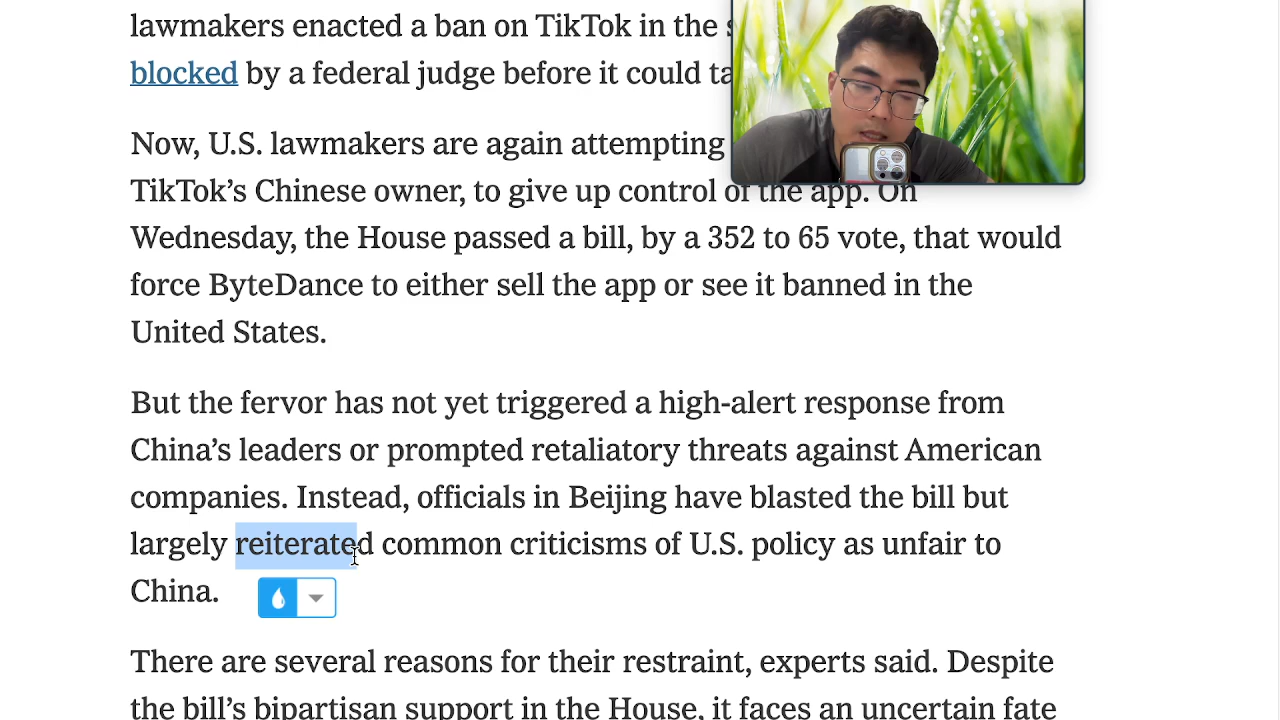 lawmakers enacted a ban on TikTok in the
blocked by a federal judge before it could
Now, U.S. lawmakers are again attempting
TikTok’s Chinese owner, to give up control of the app. On
Wednesday, the House passed a bill, by a 352 to 65 vote, that would
force ByteDance to either sell the app or see it banned in the
United States.
But the fervor has not yet triggered a high-alert response from
China’s leaders or prompted retaliatory threats against American
companies. Instead, officials in Beijing have blasted the bill but
largely reiterated common criticisms of U.S. policy as unfair to
China.
There are several reasons for their restraint, experts said. Despite
the bill’s bipartisan support in the House, it faces an uncertain fate